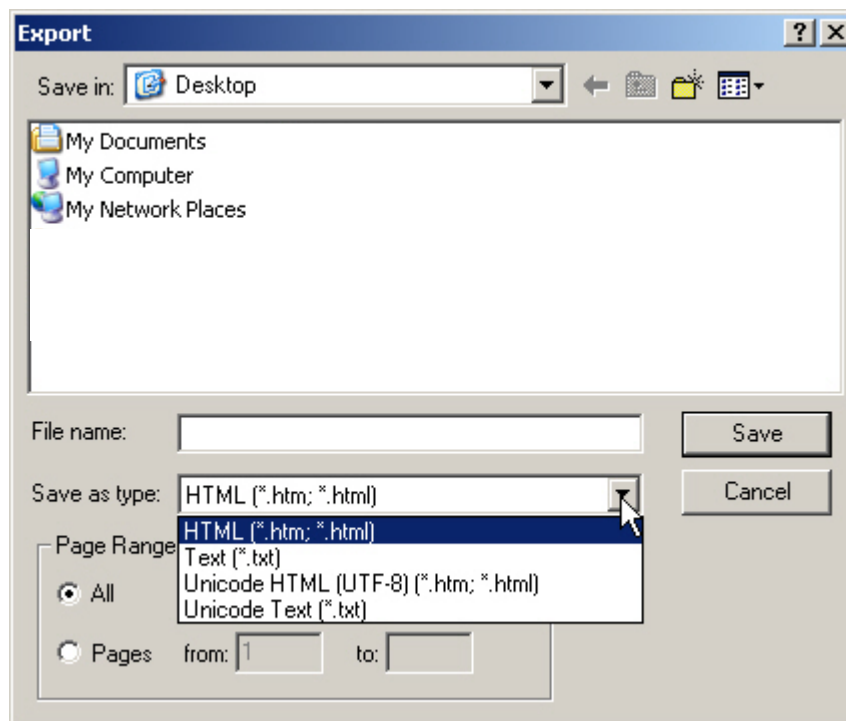 Export
Save in: Desktop
My Documents
My Computer
My Network Places
File name:
Save
Save as type: HTML (*.htm; *.html)
Cancel
HTML (*.htm; *.html)
Text (*.txt)
Unicode HTML (UTF-8) (*.htm; *.html)
Unicode Text (*.txt)
Page Range
All
Pages from: 1 to: